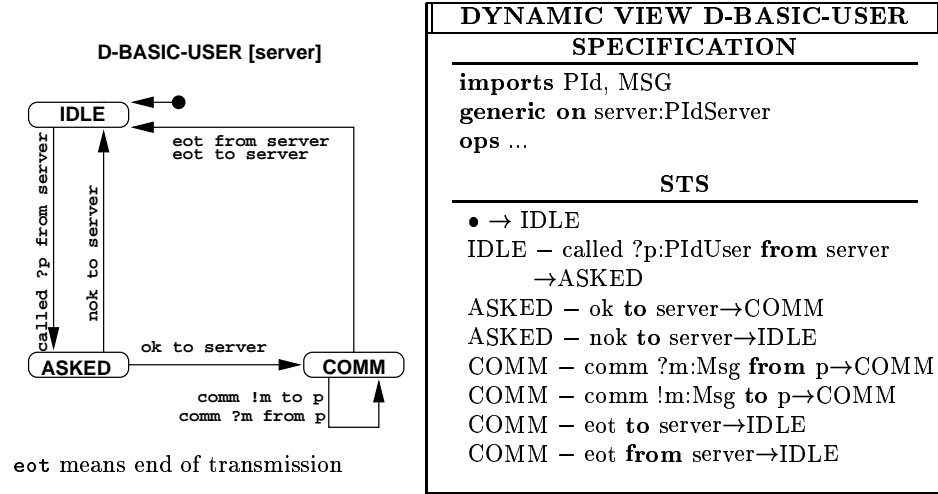 D-BASIC-USER [server]
IDLE
eot from server
eot to server
called ?p from server
nok to server
ok to server
ASKED
COMM
comm !m to p
comm ?m from p
eot means end of transmission
DYNAMIC VIEW D-BASIC-USER
SPECIFICATION
imports PId, MSG
generic on server:PIdServer
ops ...
STS
• → IDLE
IDLE – called ?p:PIdUser from server
→ASKED
ASKED – ok to server→COMM
ASKED – nok to server→IDLE
COMM – comm ?m:Msg from p→COMM
COMM – comm !m:Msg to p→COMM
COMM – eot to server→IDLE
COMM – eot from server→IDLE